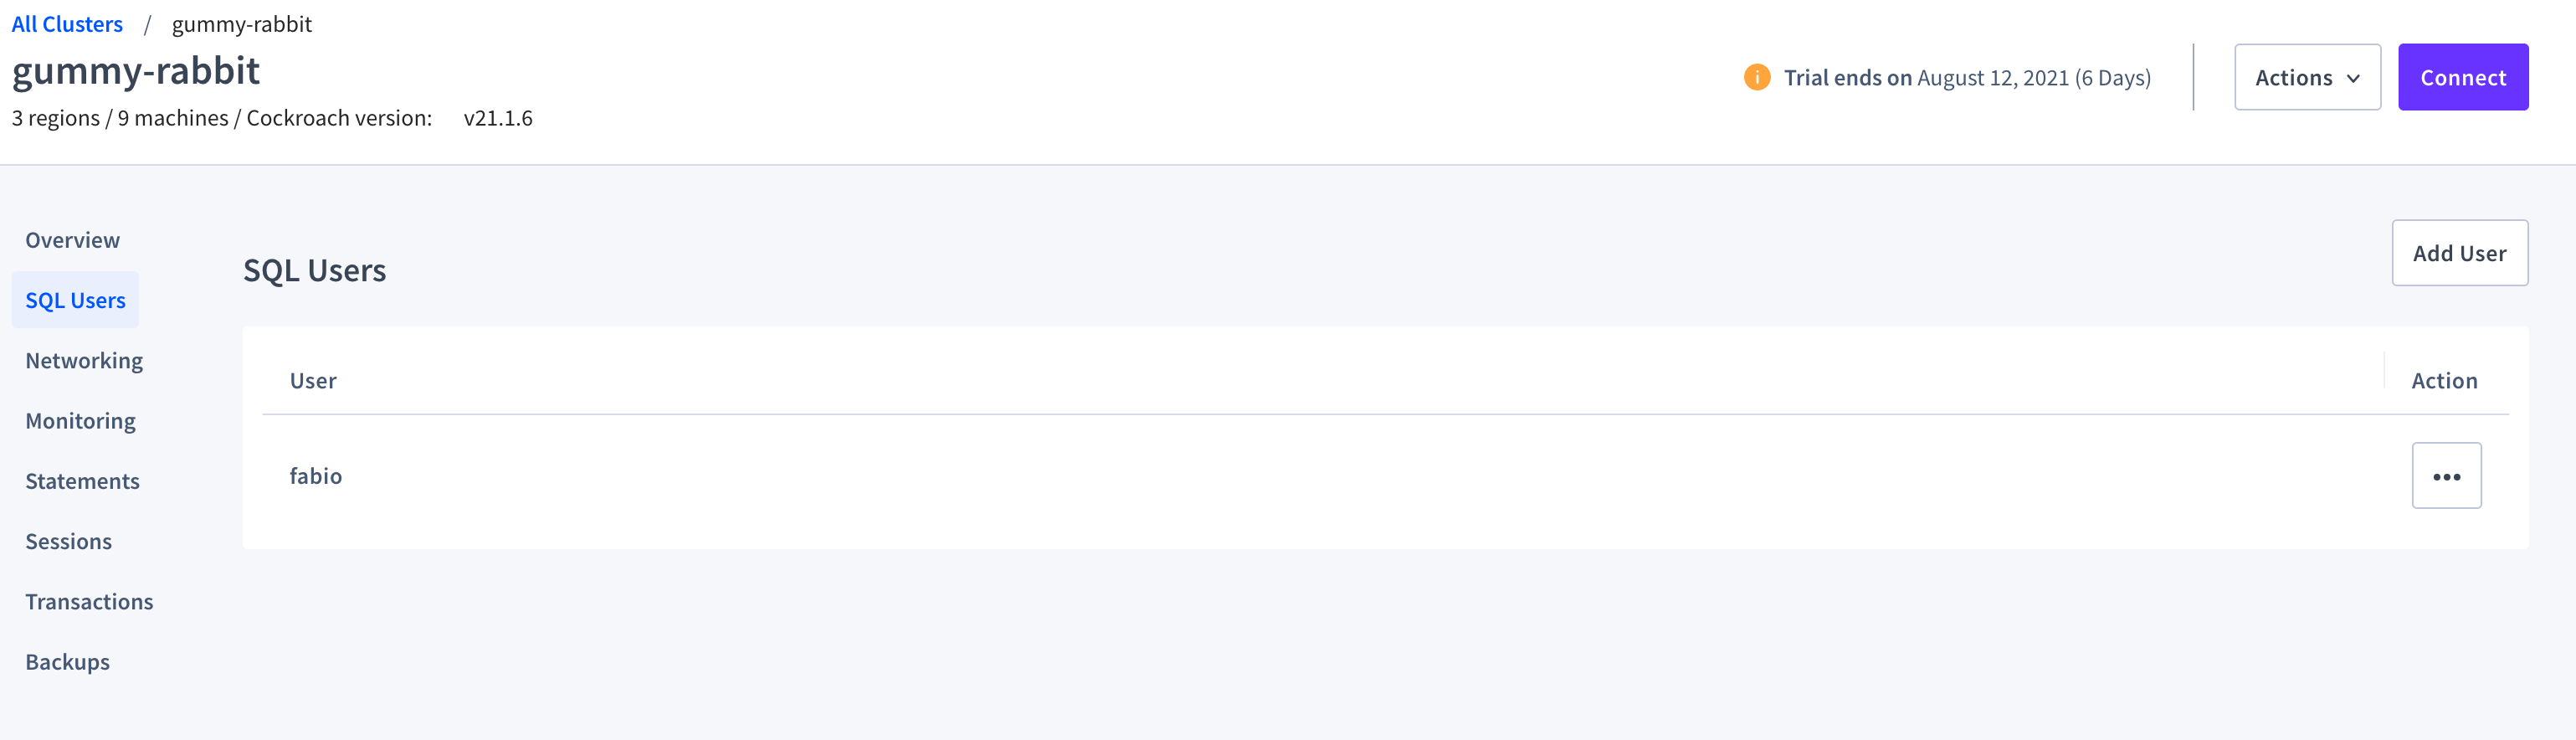 All Clusters / gummy-rabbit
gummy-rabbit
3 regions / 9 machines / Cockroach version: v21.1.6
Trial ends on August 12, 2021 (6 Days)
Actions
Connect
Overview
SQL Users
Networking
Monitoring
Statements
Sessions
Transactions
Backups
SQL Users
Add User
User Action
fabio